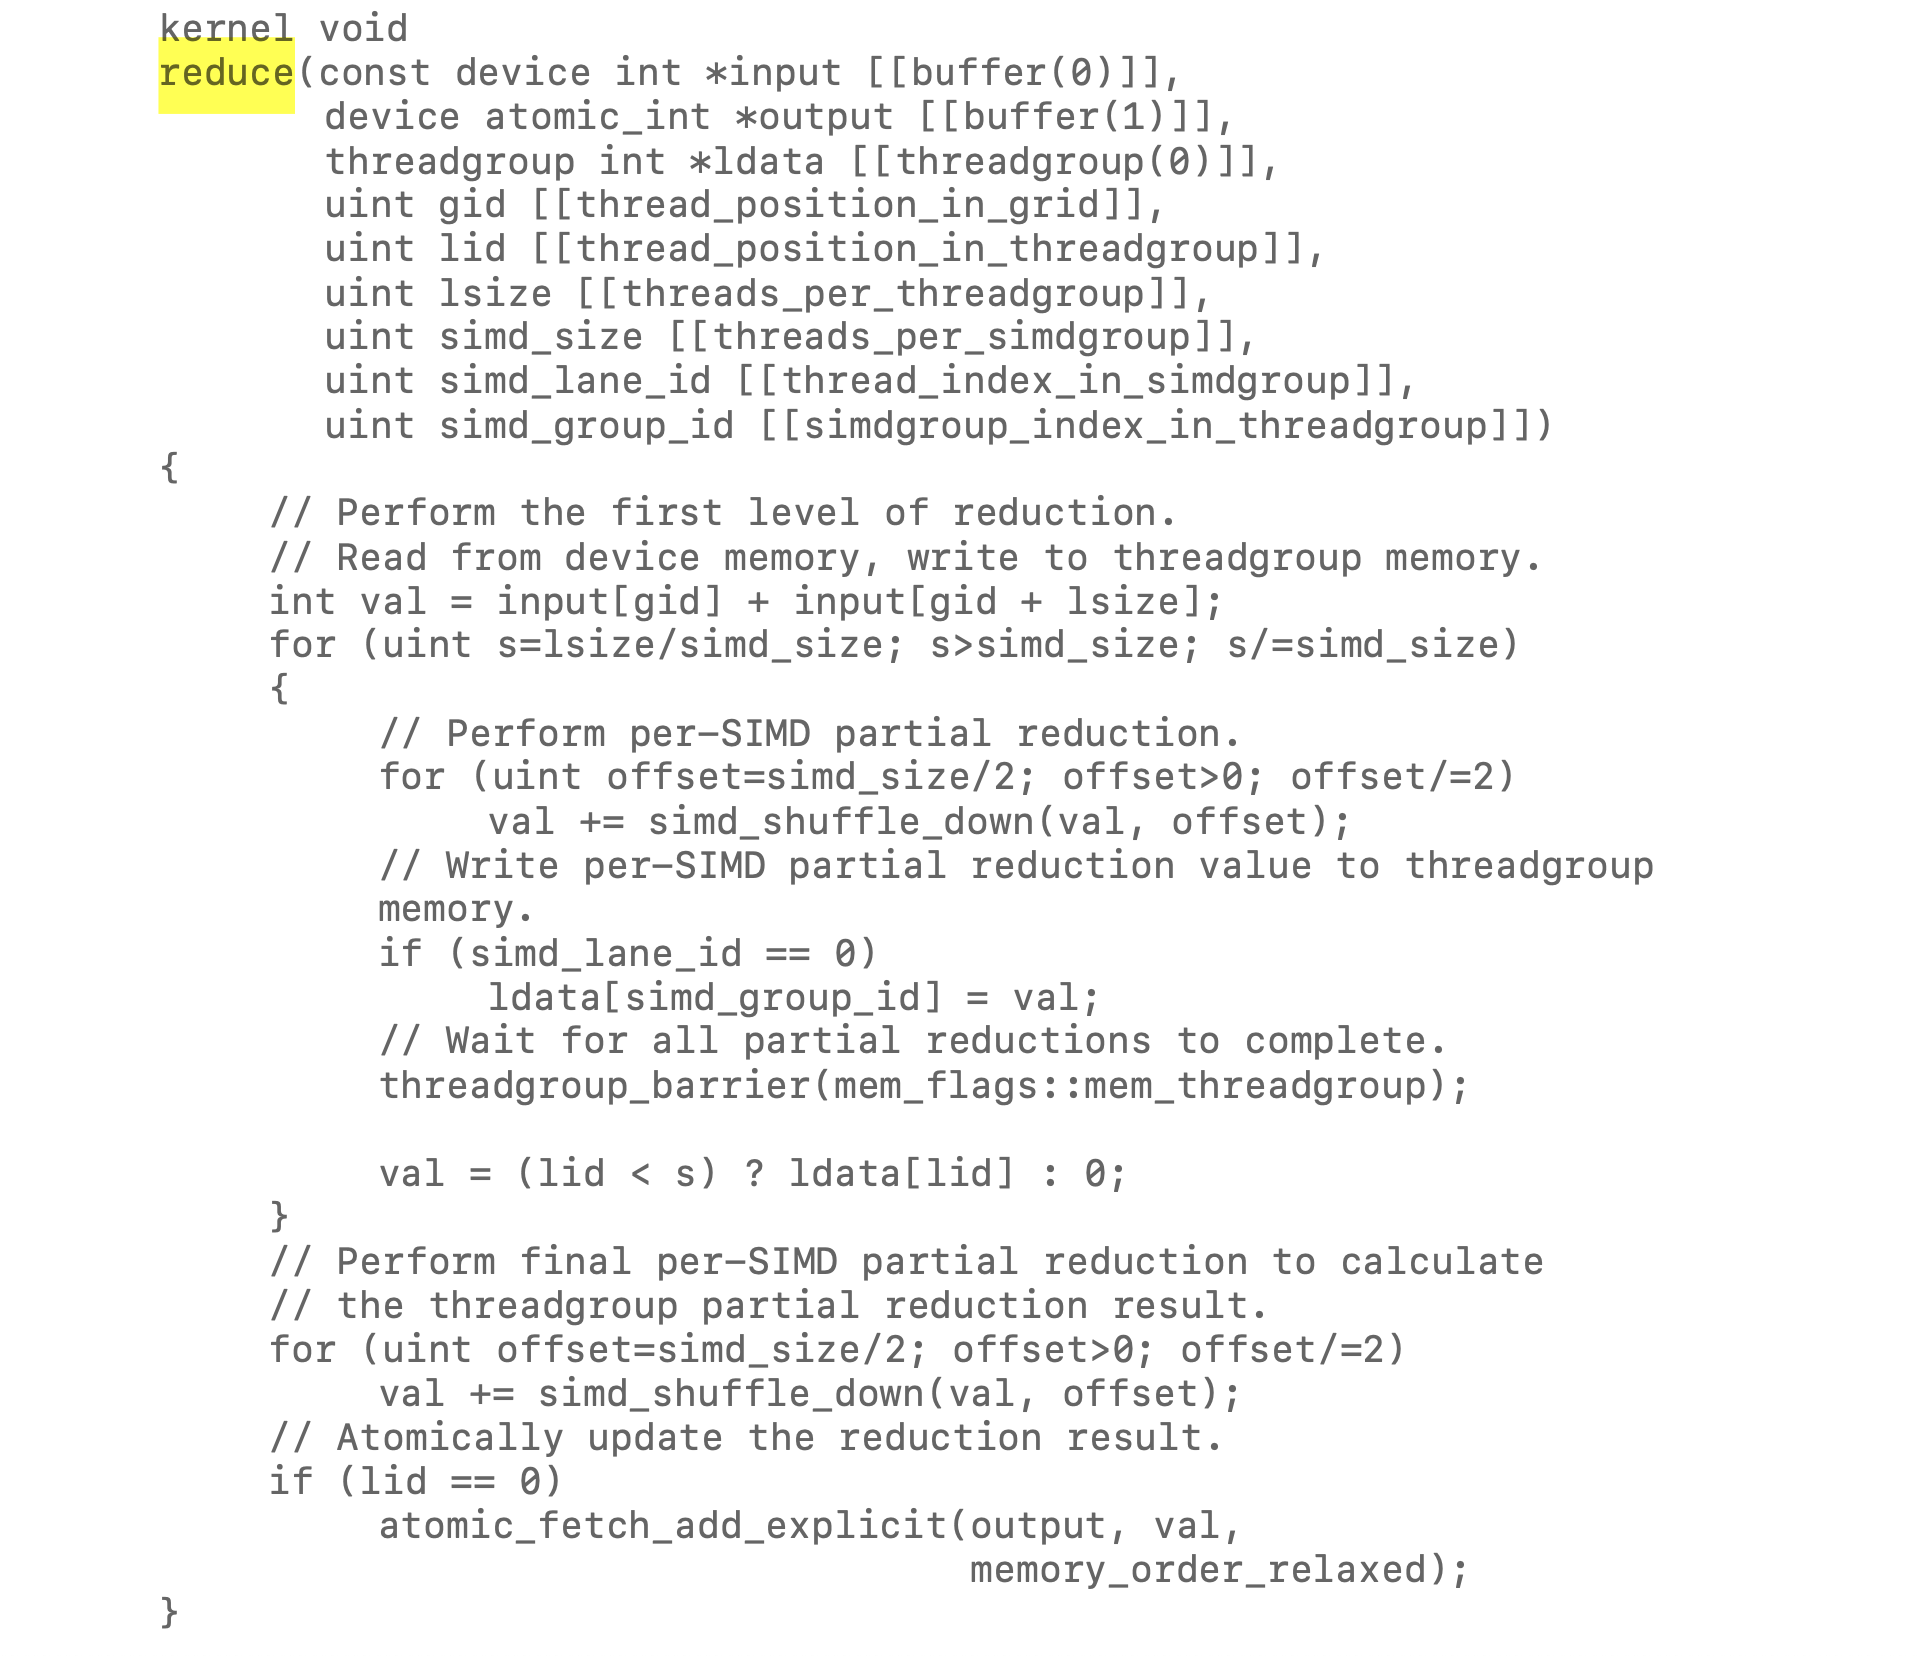 kernel void
reduce(const device int *input [[buffer(0)]],
device atomic_int *output [[buffer(1)]],
threadgroup int *ldata [[threadgroup(0)]],
uint gid [[thread_position_in_grid]],
uint lid [[thread_position_in_threadgroup]],
uint lsize [[threads_per_threadgroup]],
uint simd_size [[threads_per_simdgroup]],
uint simd_lane_id [[thread_index_in_simdgroup]],
uint simd_group_id [[simdgroup_index_in_threadgroup]])
{
// Perform the first level of reduction.
// Read from device memory, write to threadgroup memory.
int val = input[gid] + input[gid + lsize];
for (uint s=lsize/simd_size; s>simd_size; s/=simd_size)
{
// Perform per–SIMD partial reduction.
for (uint offset=simd_size/2; offset>0; offset/=2)
val += simd_shuffle_down(val, offset);
// Write per–SIMD partial reduction value to threadgroup
memory.
if (simd_lane_id == 0)
ldata[simd_group_id] = val;
// Wait for all partial reductions to complete.
threadgroup_barrier(mem_flags::mem_threadgroup);
val = (lid < s) ? ldata[lid] : 0;
}
// Perform final per–SIMD partial reduction to calculate
// the threadgroup partial reduction result.
for (uint offset=simd_size/2; offset>0; offset/=2)
val += simd_shuffle_down(val, offset);
// Atomically update the reduction result.
if (lid == 0)
atomic_fetch_add_explicit(output, val,
memory_order_relaxed);
}